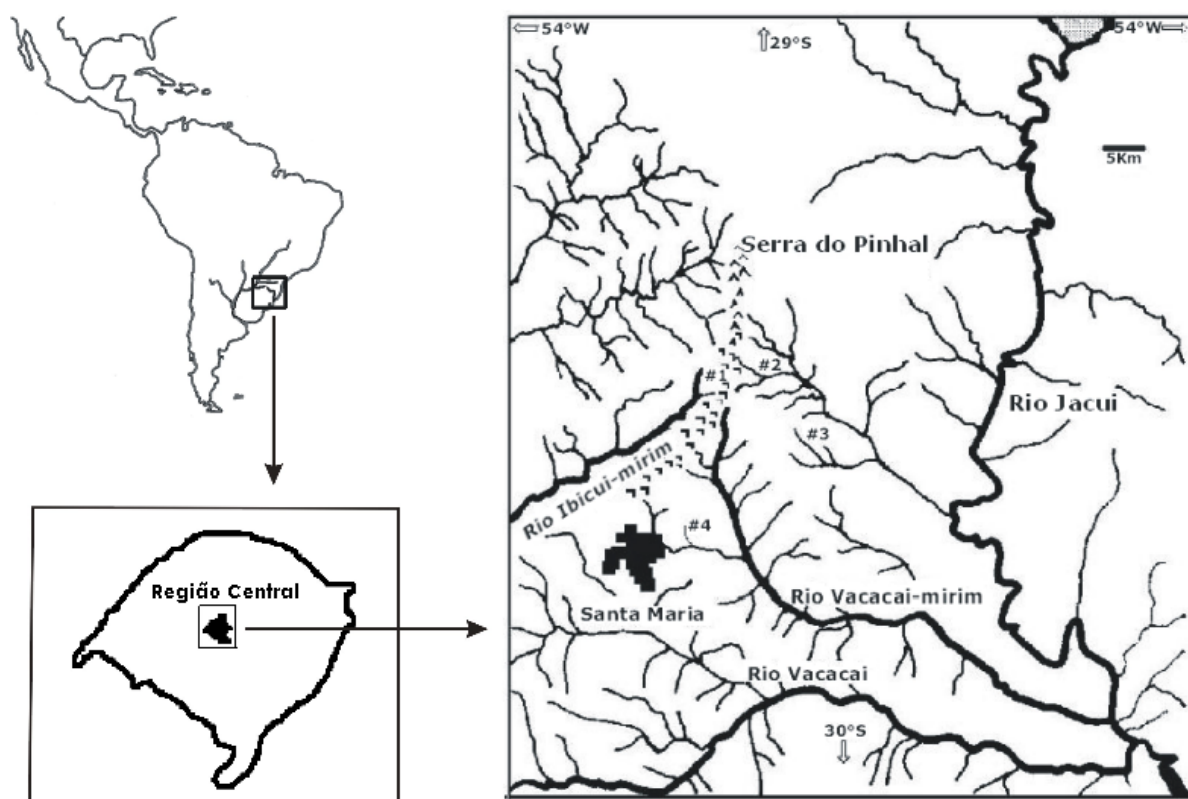 54°W
29°S
54°W
5Km
Serra do Pinhal
#2
#1
Rio Jacui
#3
Rio Ibicui-mirim
#4
Região Central
Rio Vacacai-mirim
Santa Maria
Rio Vacacai
30°S